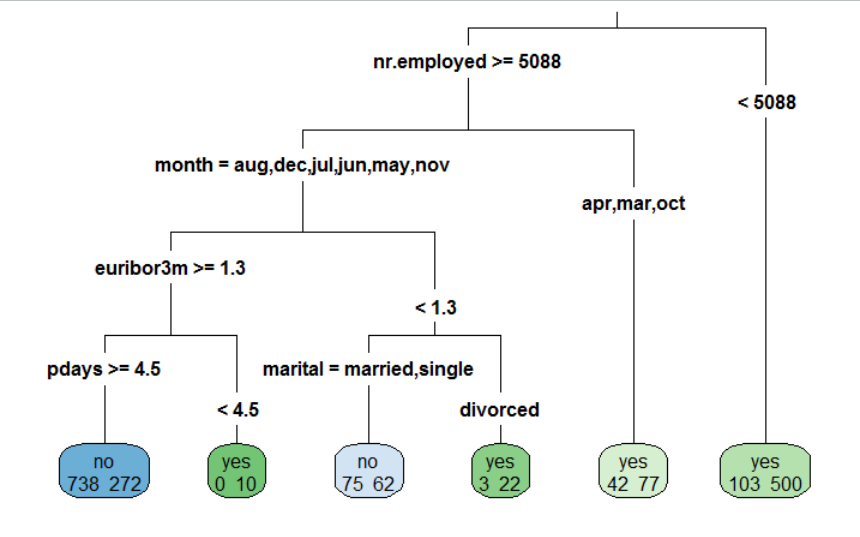 nr.employed >= 5088
< 5088
month = aug,dec,jul,jun,may,nov
apr,mar,oct
euribor3m >= 1.3
< 1.3
pdays >= 4.5
marital = married,single
< 4.5
divorced
no
738 272
yes
0 10
no
75 62
yes
3 22
yes
42 77
yes
103 500